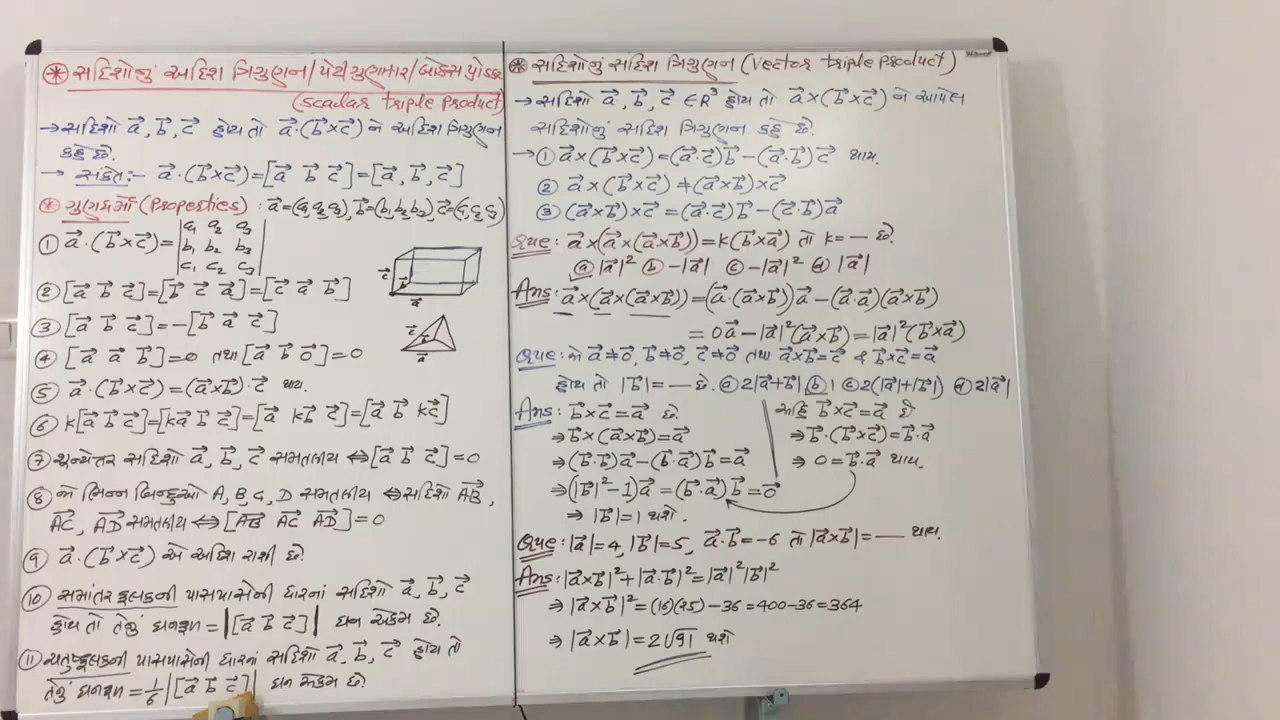 ⊛ સદિશોનું અદિશ ત્રિગુણન/પેટીગુણાકાર/બોક્સ પ્રોડક્ટ
(scalar triple product)
→ સદિશો a⃗, b⃗, c⃗ હોય તો a⃗·(b⃗×c⃗) ને અદિશ ત્રિગુણન
કહે છે.
→ સંકેત:- a⃗·(b⃗×c⃗)=[a⃗ b⃗ c⃗]=[a⃗, b⃗, c⃗]
⊛ ગુણધર્મો (Properties) : a⃗=(a₁ a₂ a₃), b⃗=(b₁, b₂ b₃), c⃗=(c₁ c₂ c₃)
① a⃗·(b⃗×c⃗)= |a₁ a₂ a₃|
|b₁ b₂ b₃|
|c₁ c₂ c₃|
c⃗ b⃗ a⃗
② [a⃗ b⃗ c⃗]=[b⃗ c⃗ a⃗]=[c⃗ a⃗ b⃗]
③ [a⃗ b⃗ c⃗]=-[b⃗ a⃗ c⃗]
c⃗ b⃗ a⃗
④ [a⃗ a⃗ b⃗]=0 તથા [a⃗ b⃗ 0⃗]=0
⑤ a⃗·(b⃗×c⃗)=(a⃗×b⃗)·c⃗ થાય.
⑥ k[a⃗ b⃗ c⃗]=[ka⃗ b⃗ c⃗]=[a⃗ kb⃗ c⃗]=[a⃗ b⃗ kc⃗]
⑦ શૂન્યેતર સદિશો a⃗, b⃗, c⃗ સમતલીય ⇔[a⃗ b⃗ c⃗]=0
⑧ જો ભિન્ન બિન્દુઓ A, B, C, D સમતલીય ⇔ સદિશો AB⃗,
AC⃗, AD⃗ સમતલીય ⇔ [AB⃗ AC⃗ AD⃗]=0
⑨ a⃗·(b⃗×c⃗) એ અદિશ રાશી છે.
⑩ સમાંતર ફલકની પાસપાસેની ધારનાં સદિશો a⃗, b⃗, c⃗
હોય તો તેનું ઘનફળ = |[a⃗ b⃗ c⃗]| ઘન એકમ છે.
⑪ ચતુષ્ફલકની પાસપાસેની ધારનાં સદિશો a⃗, b⃗, c⃗ હોય તો
તેનું ઘનફળ = 1/6 |[a⃗ b⃗ c⃗]| ઘન એકમ છે.
⊛ સદિશોનું સદિશ ત્રિગુણન (Vector triple Product)
→ સદિશો a⃗, b⃗, c⃗ ∈R³ હોય તો a⃗×(b⃗×c⃗) ને આપેલ
સદિશોનું સદિશ ત્રિગુણન કહે છે.
→ ① a⃗×(b⃗×c⃗)=(a⃗·c⃗)b⃗-(a⃗·b⃗)c⃗ થાય.
② a⃗×(b⃗×c⃗) ≠(a⃗×b⃗)×c⃗
③ (a⃗×b⃗)×c⃗=(a⃗·c⃗)b⃗-(c⃗·b⃗)a⃗
Que: a⃗×(a⃗×(a⃗×b⃗))=k(b⃗×a⃗) તો k=— છે.
ⓐ |a⃗|² ⓑ -|a⃗| ⓒ -|a⃗|² ⓓ |a⃗|
Ans: a⃗×(a⃗×(a⃗×b⃗))=(a⃗·(a⃗×b⃗))a⃗-(a⃗·a⃗)(a⃗×b⃗)
= 0a⃗-|a⃗|²(a⃗×b⃗)=|a⃗|²(b⃗×a⃗)
Que: જો a⃗≠0⃗, b⃗≠0⃗, c⃗≠0⃗ તથા a⃗×b⃗=c⃗ & b⃗×c⃗=a⃗
હોય તો |b⃗|=— છે. ⓐ 2|a⃗+b⃗| ⓑ 1 ⓒ 2(|a⃗|+|b⃗|) ⓓ 2|a⃗|
Ans: b⃗×c⃗=a⃗ છે.
⇒ b⃗×(a⃗×b⃗)=a⃗
⇒ (b⃗·b⃗)a⃗-(b⃗·a⃗)b⃗=a⃗
⇒ (|b⃗|²-1)a⃗=(b⃗·a⃗)b⃗=0⃗
⇒ |b⃗|=1 થશે.
અહિં b⃗×c⃗=a⃗ છે
⇒ b⃗·(b⃗×c⃗)=b⃗·a⃗
⇒ 0=b⃗·a⃗ થાય.
Que: |a⃗|=4, |b⃗|=5, a⃗·b⃗=-6 તો |a⃗×b⃗|=— થાય.
Ans: |a⃗×b⃗|²+|a⃗·b⃗|²=|a⃗|²|b⃗|²
⇒ |a⃗×b⃗|²=(16)(25)-36=400-36=364
⇒ |a⃗×b⃗|=2√91 થશે